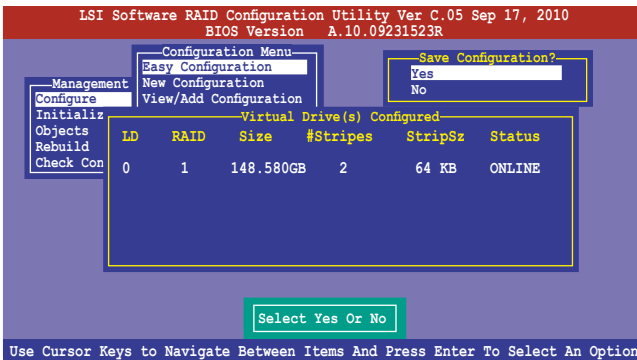 LSI Software RAID Configuration Utility Ver C.05 Sep 17, 2010
BIOS Version A.10.09231523R
Configuration Menu
Easy Configuration
New Configuration
View/Add Configuration
Save Configuration?
Yes
No
Management
Configure
Initializ
Objects
Rebuild
Check Con
Virtual Drive(s) Configured
LD RAID Size #Stripes StripSz Status
0 1 148.580GB 2 64 KB ONLINE
Select Yes Or No
Use Cursor Keys to Navigate Between Items And Press Enter To Select An Option